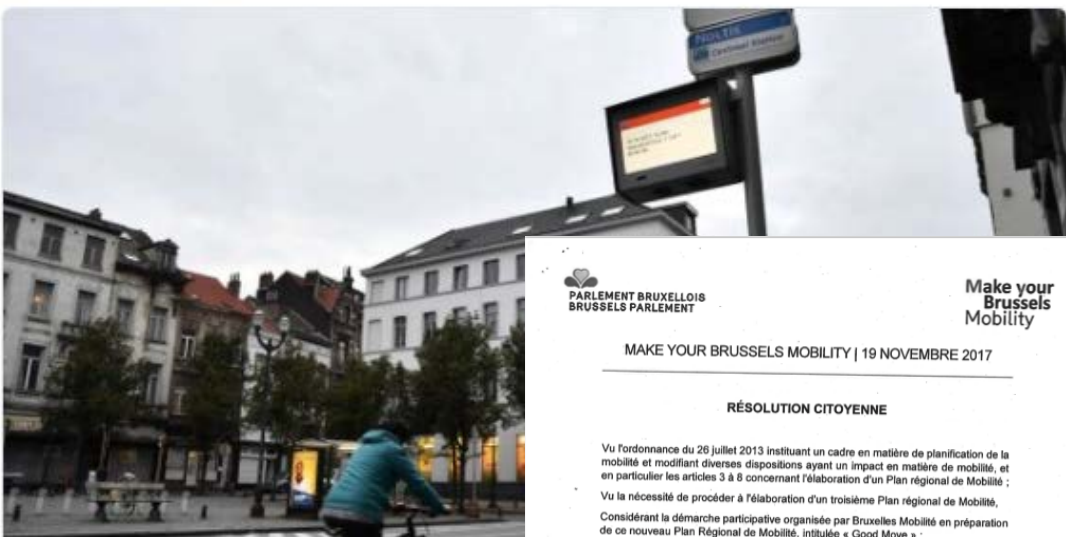 PARLEMENT BRUXELLOIS
BRUSSELS PARLEMENT
Make your
Brussels
Mobility
MAKE YOUR BRUSSELS MOBILITY | 19 NOVEMBRE 2017
RÉSOLUTION CITOYENNE
Vu l'ordonnance du 26 juillet 2013 instituant un cadre en matière de planification de la
mobilité et modifiant diverses dispositions ayant un impact en matière de mobilité, et
en particulier les articles 3 à 8 concernant l'élaboration d'un Plan régional de Mobilité ;
Vu la nécessité de procéder à l'élaboration d'un troisième Plan régional de Mobilité,
Considérant la démarche participative organisée par Bruxelles Mobilité en préparation
de ce nouveau Plan Régional de Mobilité, intitulée « Good Move » ;